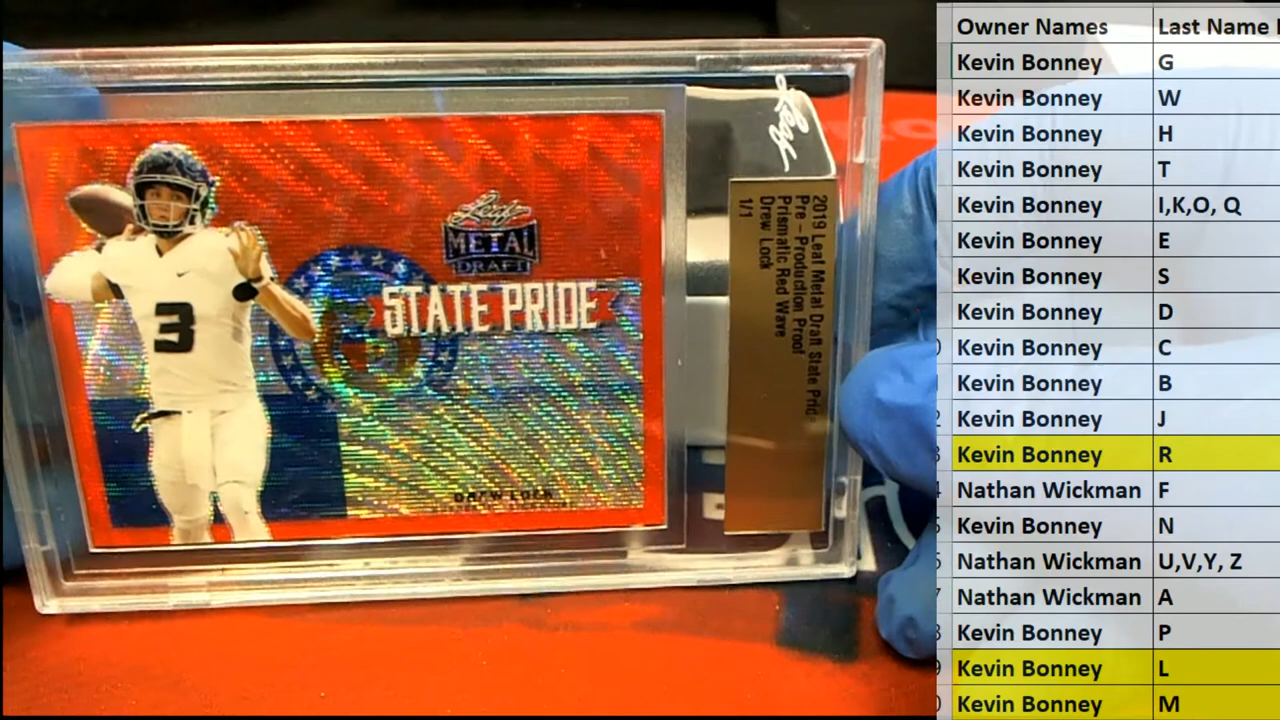 Leaf
METAL
DRAFT
STATE PRIDE
3
DREW LOCK
Leaf
2019 Leaf Metal Draft State Pride
Pre - Production Proof
Prismatic Red Wave
Drew Lock
1/1
Owner Names Last Name
Kevin Bonney G
Kevin Bonney W
Kevin Bonney H
Kevin Bonney T
Kevin Bonney I,K,O, Q
Kevin Bonney E
Kevin Bonney S
Kevin Bonney D
Kevin Bonney C
Kevin Bonney B
Kevin Bonney J
Kevin Bonney R
Nathan Wickman F
Kevin Bonney N
Nathan Wickman U,V,Y, Z
Nathan Wickman A
Kevin Bonney P
Kevin Bonney L
Kevin Bonney M